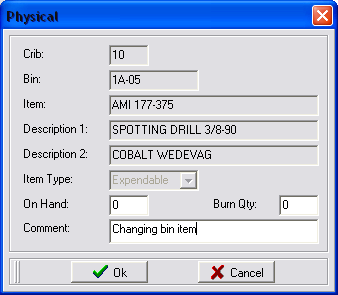 Physical
Crib: 10
Bin: 1A-05
Item: AMI 177-375
Description 1: SPOTTING DRILL 3/8-90
Description 2: COBALT WEDEVAG
Item Type: Expendable
On Hand: 0 Burn Qty: 0
Comment: Changing bin item
Ok Cancel